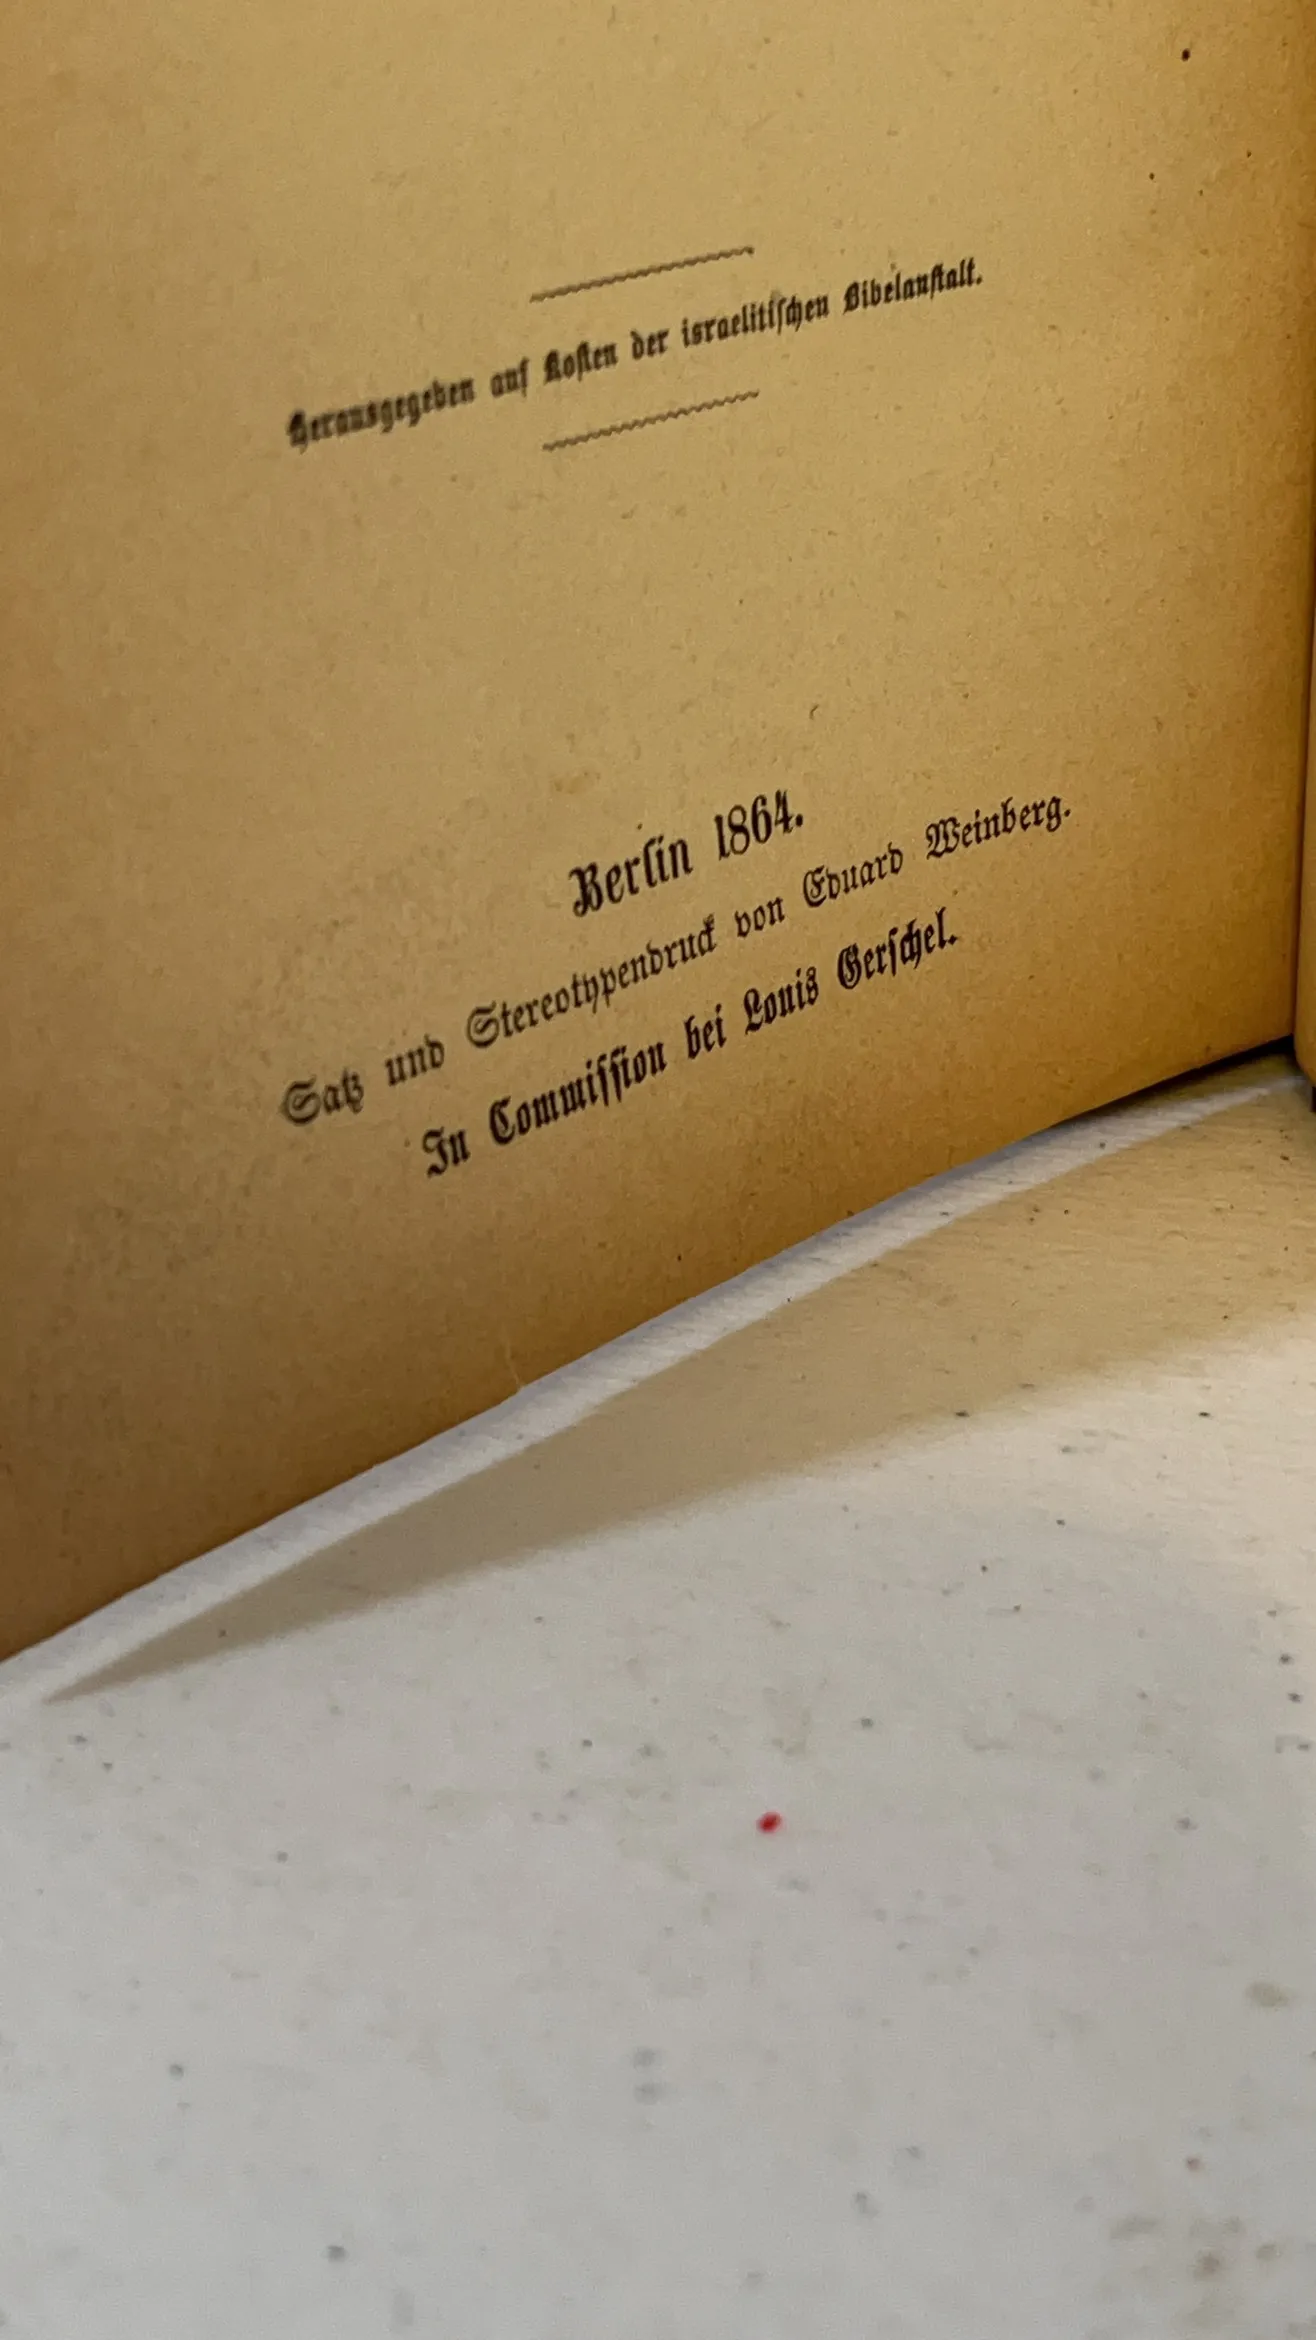 Herausgegeben auf Kosten der israelitischen Bibelanstalt.
Berlin 1864.
Satz und Stereotypendruck von Eduard Weinberg.
In Commission bei Louis Gerschel.